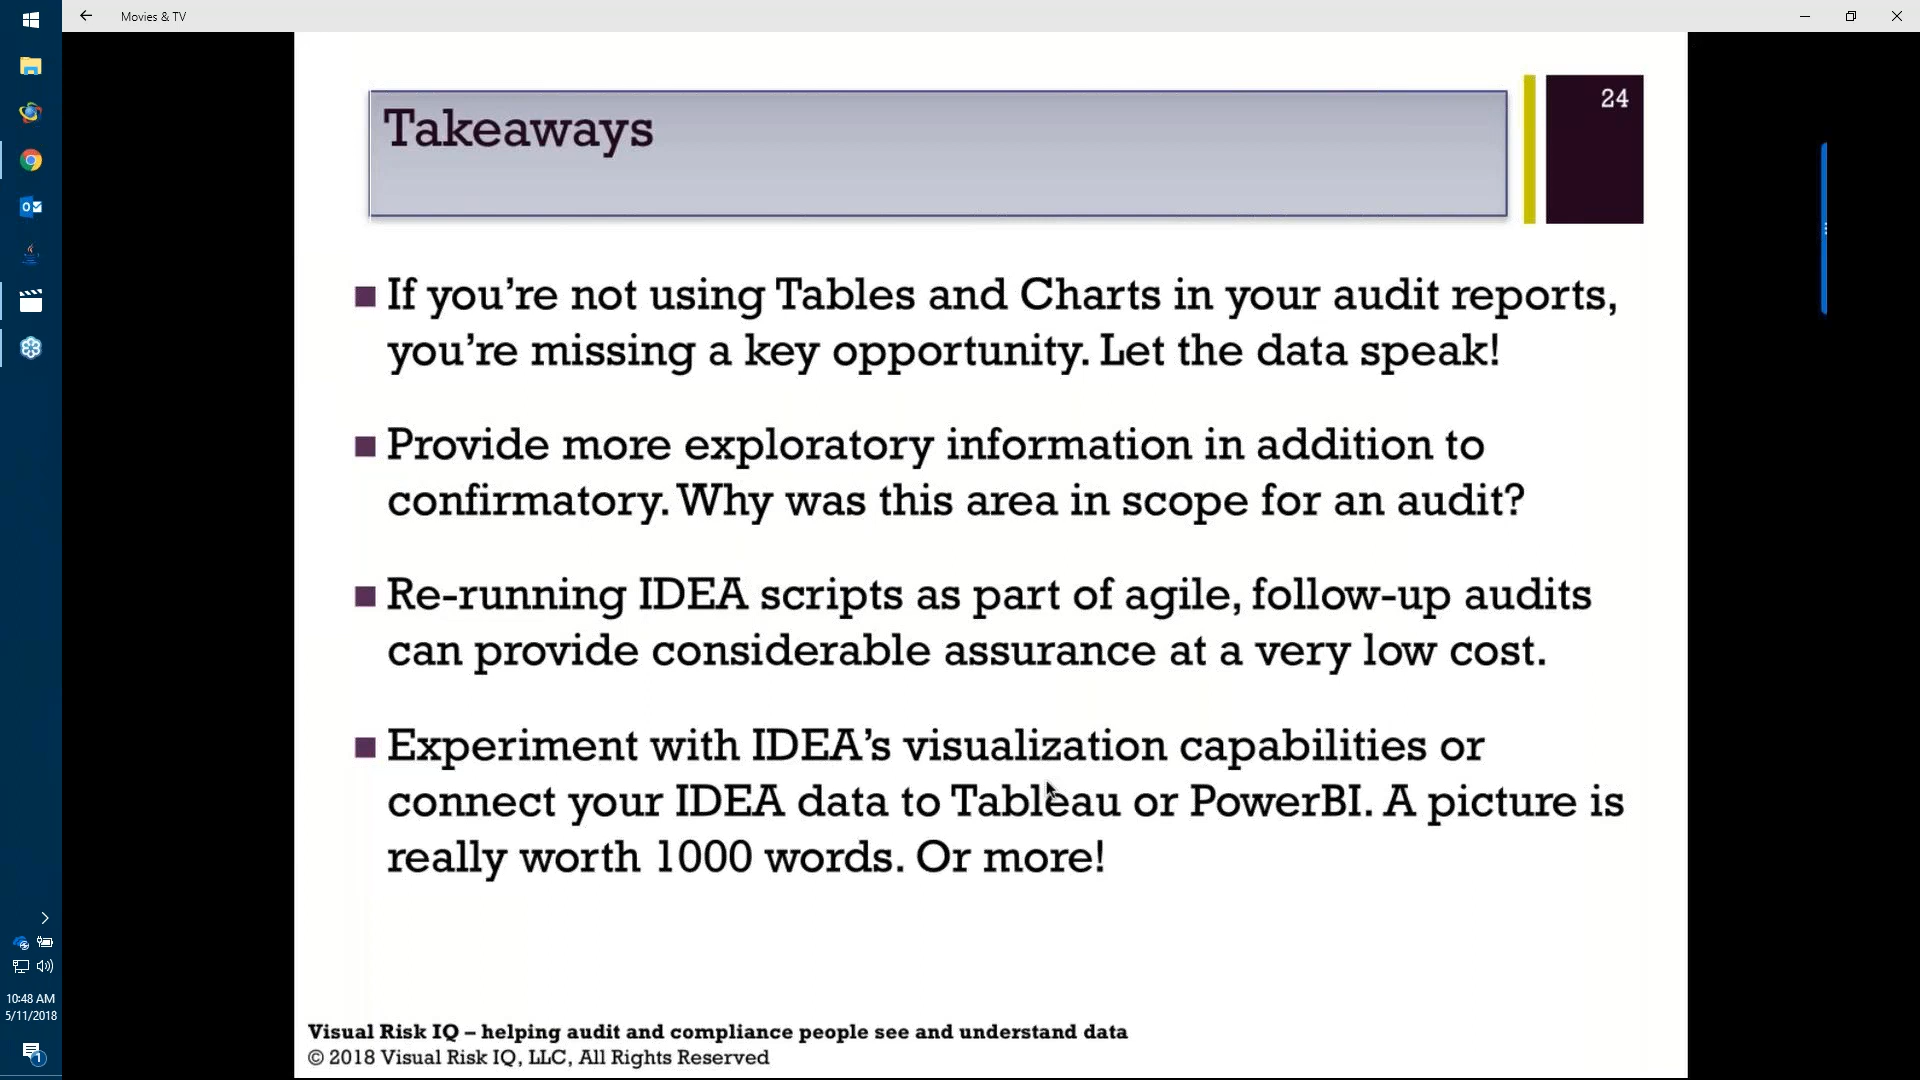 Movies & TV
24
Takeaways
■ If you’re not using Tables and Charts in your audit reports,
you’re missing a key opportunity. Let the data speak!
■ Provide more exploratory information in addition to
confirmatory. Why was this area in scope for an audit?
■ Re-running IDEA scripts as part of agile, follow-up audits
can provide considerable assurance at a very low cost.
■ Experiment with IDEA’s visualization capabilities or
connect your IDEA data to Tableau or PowerBI. A picture is
really worth 1000 words. Or more!
Visual Risk IQ – helping audit and compliance people see and understand data
© 2018 Visual Risk IQ, LLC, All Rights Reserved
10:48 AM
5/11/2018
1